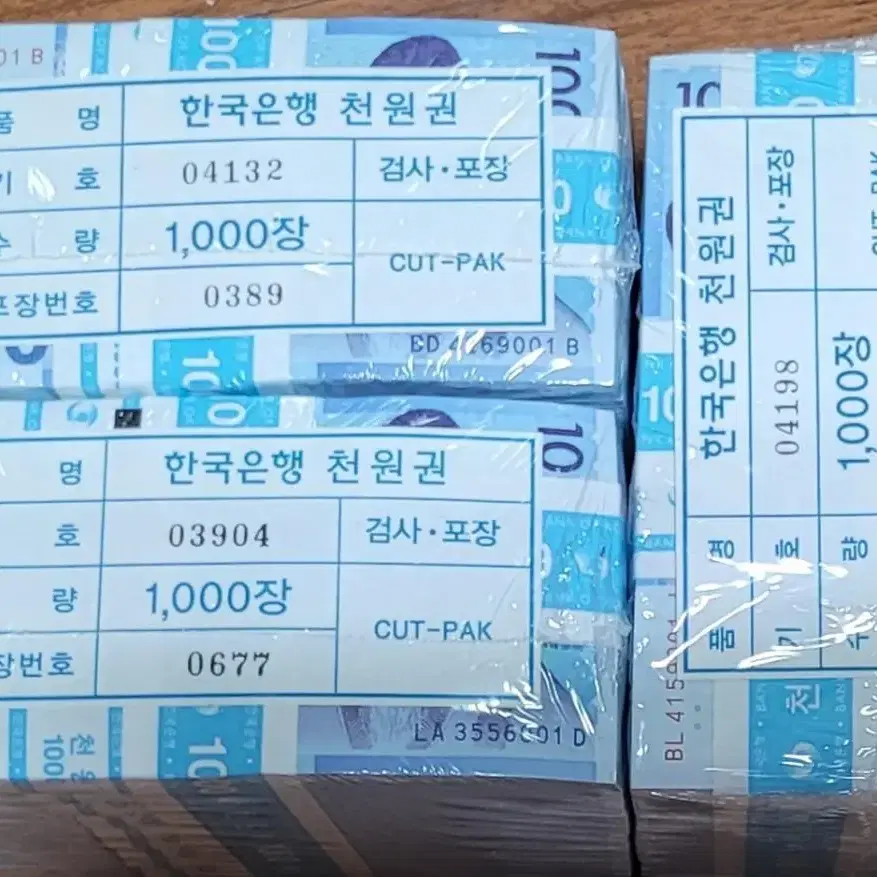 01 B
100
품 명 한국은행 천원권
기 호 04132 검사·포장
수 량 1,000장 CUT-PAK
포장번호 0389
명 한국은행 천원권
호 03904 검사·포장
량 1,000장 CUT-PAK
장번호 0677
LA 3556001 D
천 원
품 명 한국은행 천원권
기 호 04198 검사·포장
수 량 1,000장
천